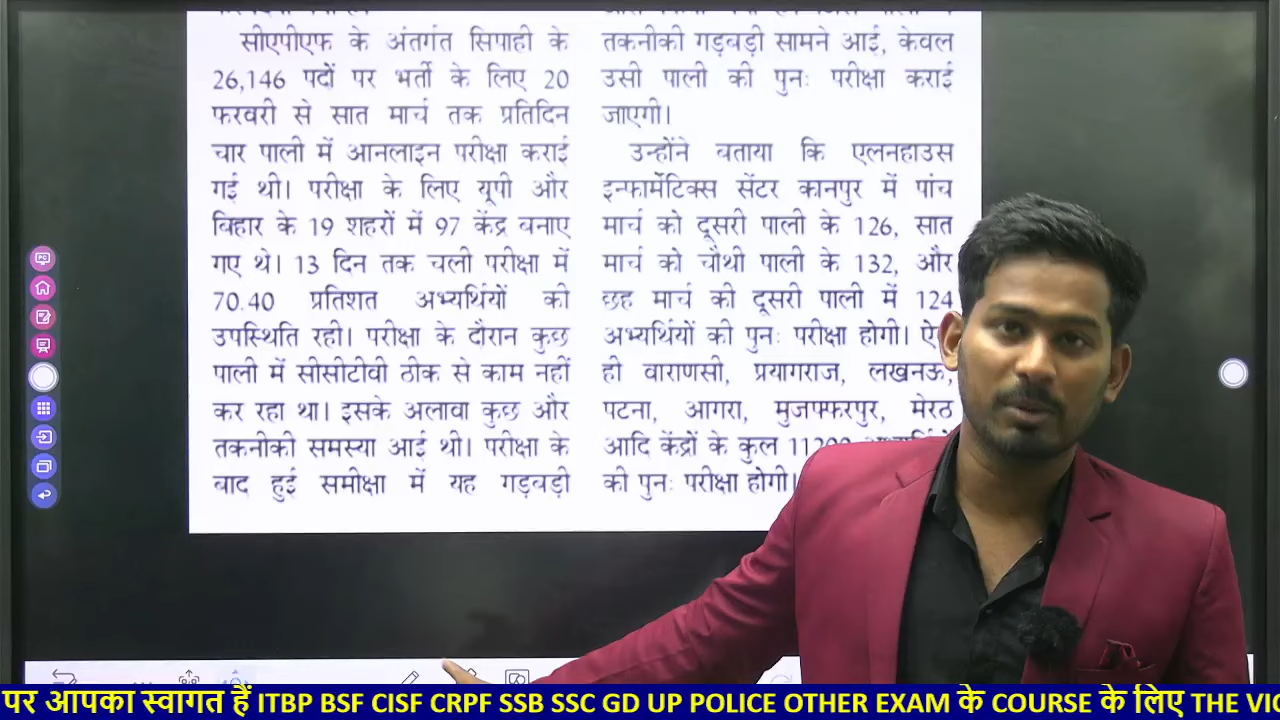 सीएपीएफ के अंतर्गत सिपाही के
26,146 पदों पर भर्ती के लिए 20
फरवरी से सात मार्च तक प्रतिदिन
चार पाली में आनलाइन परीक्षा कराई
गई थी। परीक्षा के लिए यूपी और
बिहार के 19 शहरों में 97 केंद्र बनाए
गए थे। 13 दिन तक चली परीक्षा में
70.40 प्रतिशत अभ्यर्थियों की
उपस्थिति रही। परीक्षा के दौरान कुछ
पाली में सीसीटीवी ठीक से काम नहीं
कर रहा था। इसके अलावा कुछ और
तकनीकी समस्या आई थी। परीक्षा के
बाद हुई समीक्षा में यह गड़बड़ी
तकनीकी गड़बड़ी सामने आई, केवल
उसी पाली की पुनः परीक्षा कराई
जाएगी।
उन्होंने बताया कि एलनहाउस
इन्फार्मेटिक्स सेंटर कानपुर में पांच
मार्च को दूसरी पाली के 126, सात
मार्च को चौथी पाली के 132, और
छह मार्च की दूसरी पाली में 124
अभ्यर्थियों की पुनः परीक्षा होगी।
ही वाराणसी, प्रयागराज, लखनऊ,
पटना, आगरा, मुजफ्फरपुर, मेरठ
आदि केंद्रों के कुल
की पुनः परीक्षा होगी।
पर आपका स्वागत हैं ITBP BSF CISF CRPF SSB SSC GD UP POLICE OTHER EXAM के COURSE के लिए THE